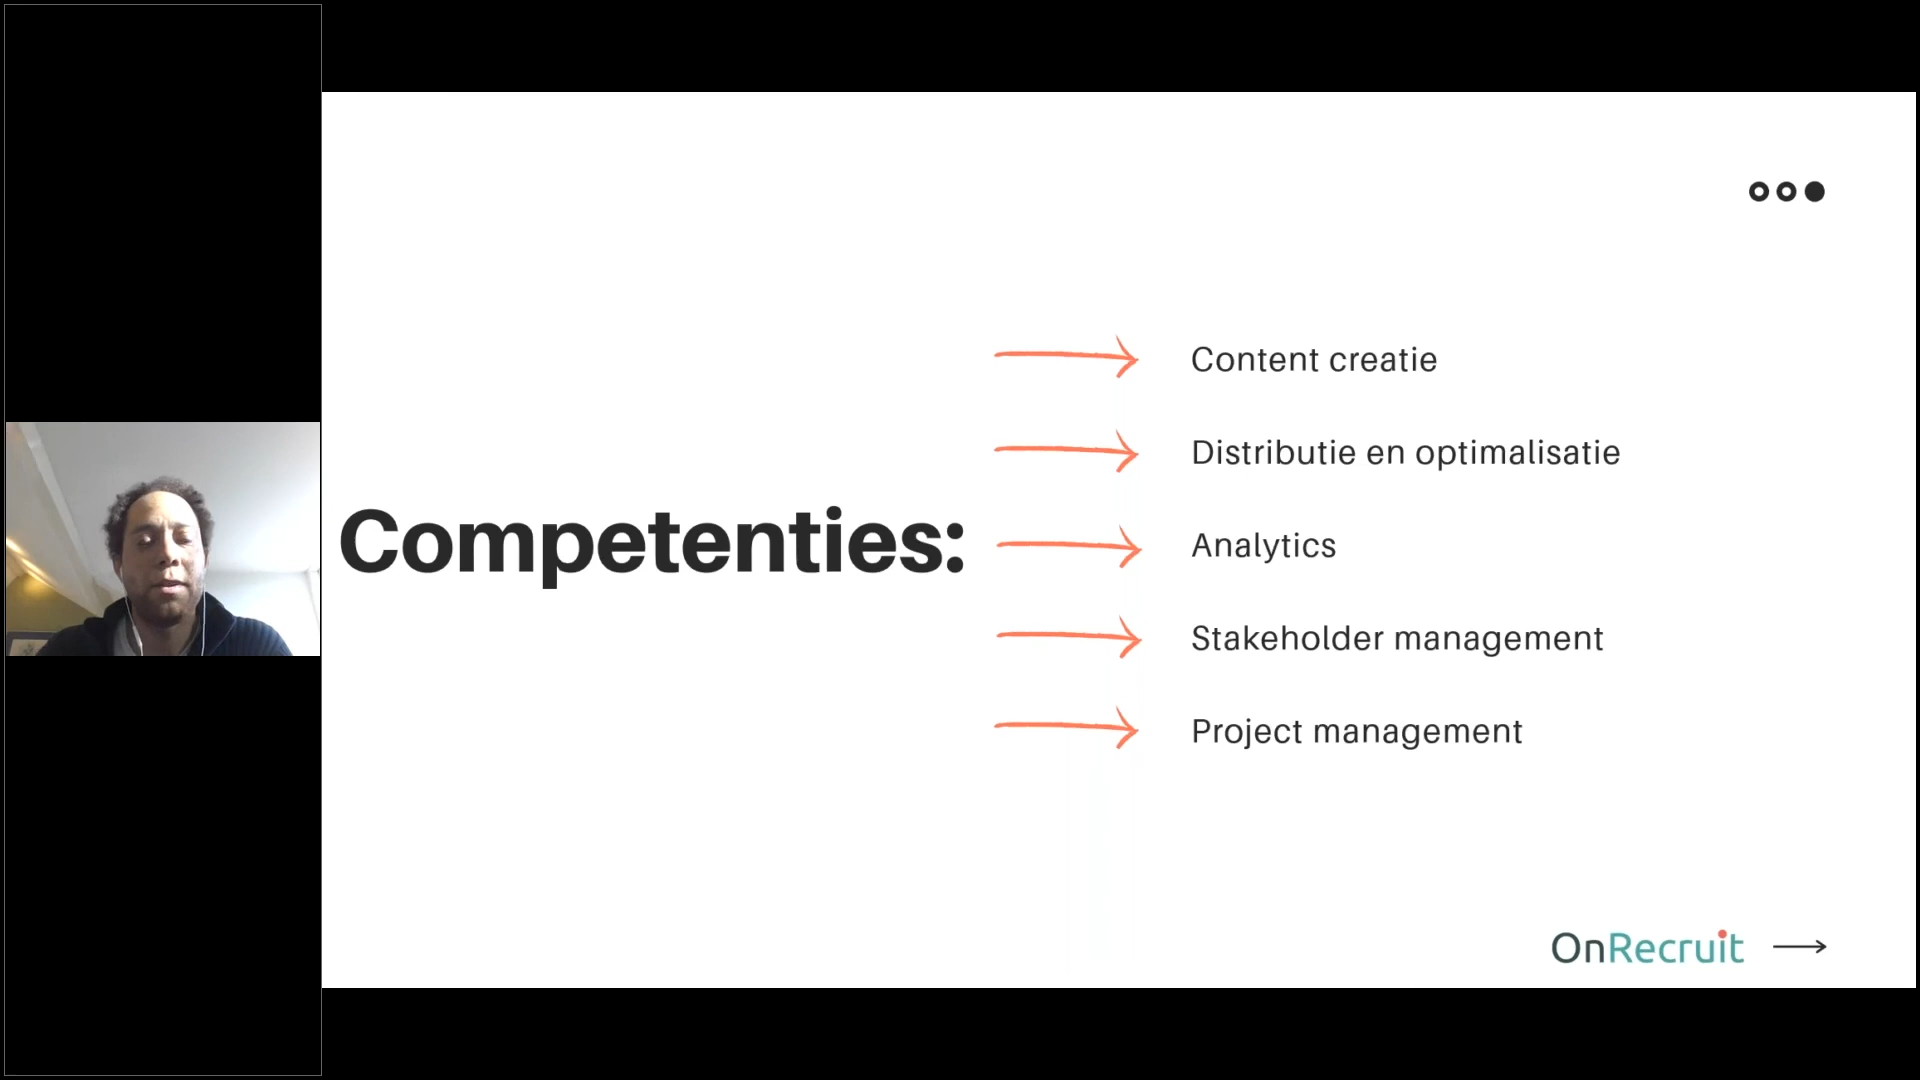 Competenties:
Content creatie
Distributie en optimalisatie
Analytics
Stakeholder management
Project management
OnRecruit